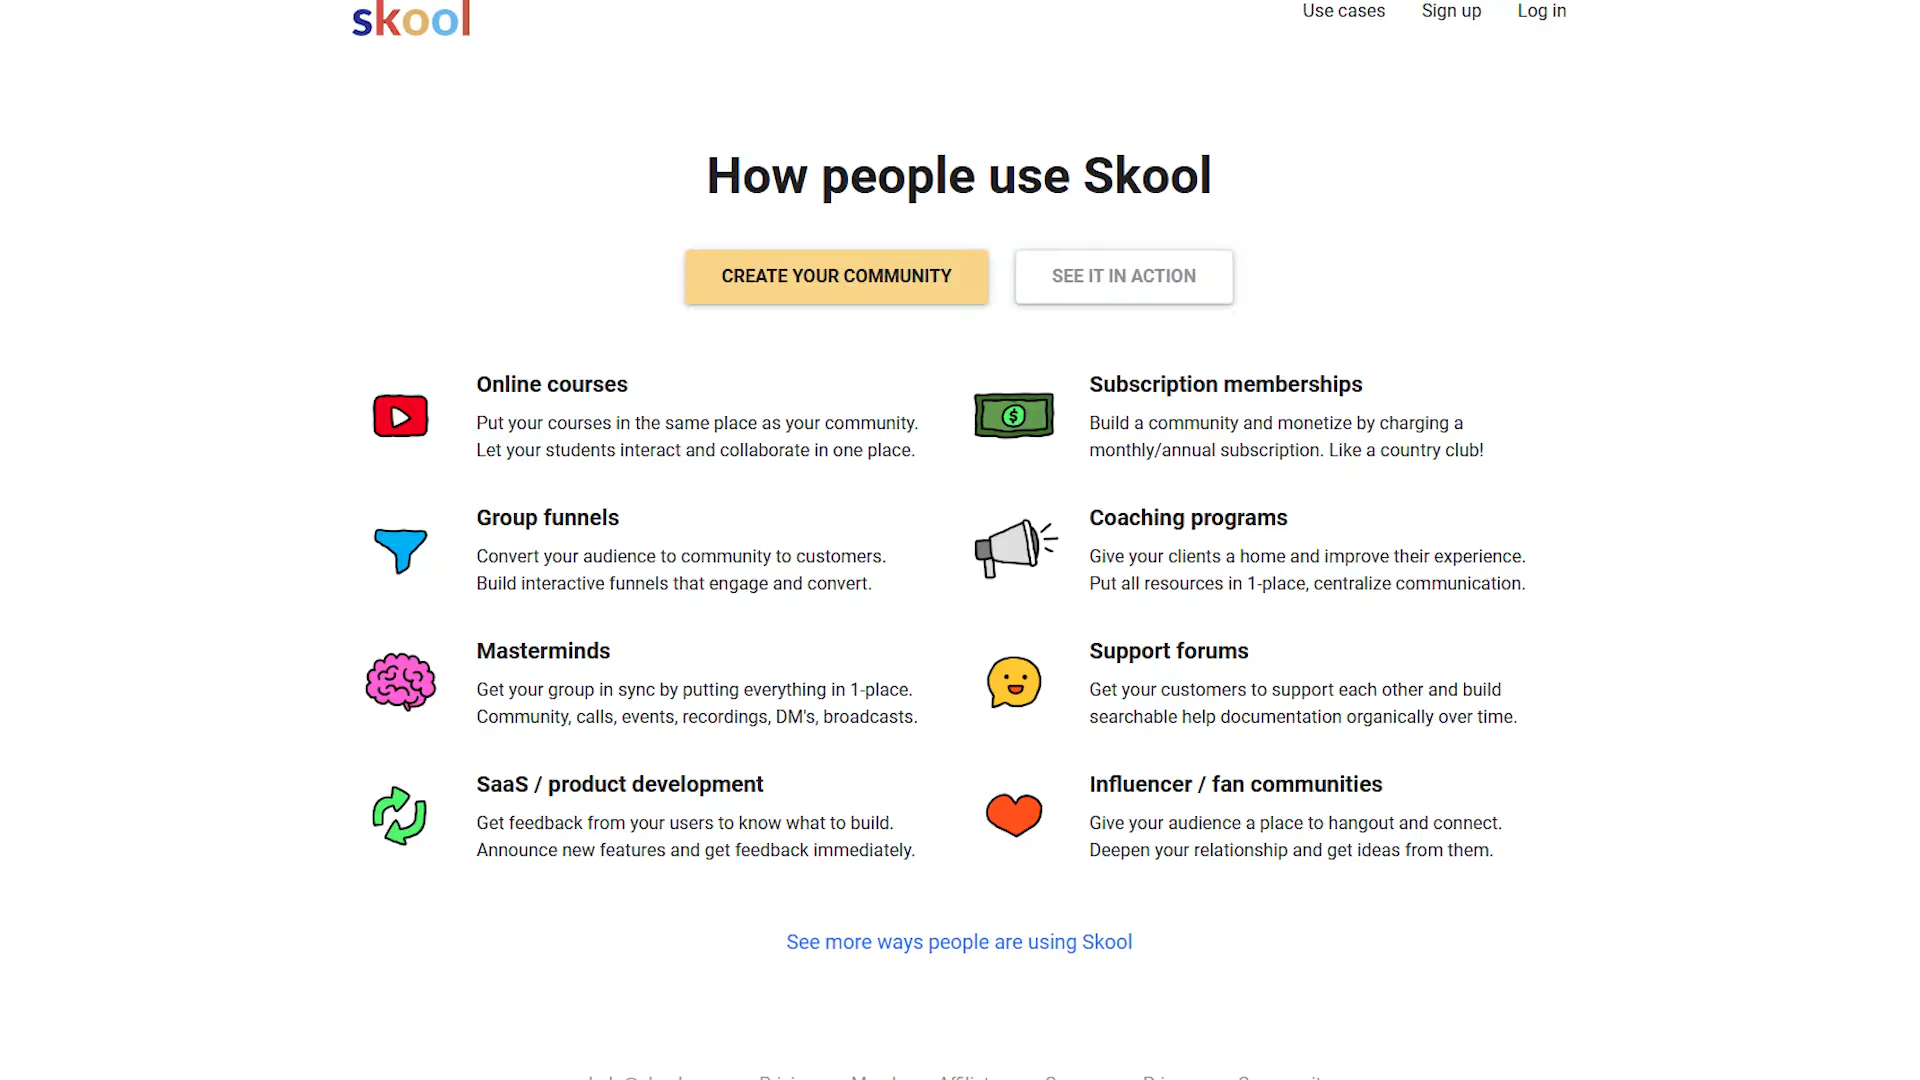 skool
Use cases
Sign up
Log in
How people use Skool
CREATE YOUR COMMUNITY
SEE IT IN ACTION
Online courses
Put your courses in the same place as your community.
Let your students interact and collaborate in one place.
Subscription memberships
Build a community and monetize by charging a
monthly/annual subscription. Like a country club!
Group funnels
Convert your audience to community to customers.
Build interactive funnels that engage and convert.
Coaching programs
Give your clients a home and improve their experience.
Put all resources in 1-place, centralize communication.
Masterminds
Get your group in sync by putting everything in 1-place.
Community, calls, events, recordings, DM's, broadcasts.
Support forums
Get your customers to support each other and build
searchable help documentation organically over time.
SaaS / product development
Get feedback from your users to know what to build.
Announce new features and get feedback immediately.
Influencer / fan communities
Give your audience a place to hangout and connect.
Deepen your relationship and get ideas from them.
See more ways people are using Skool